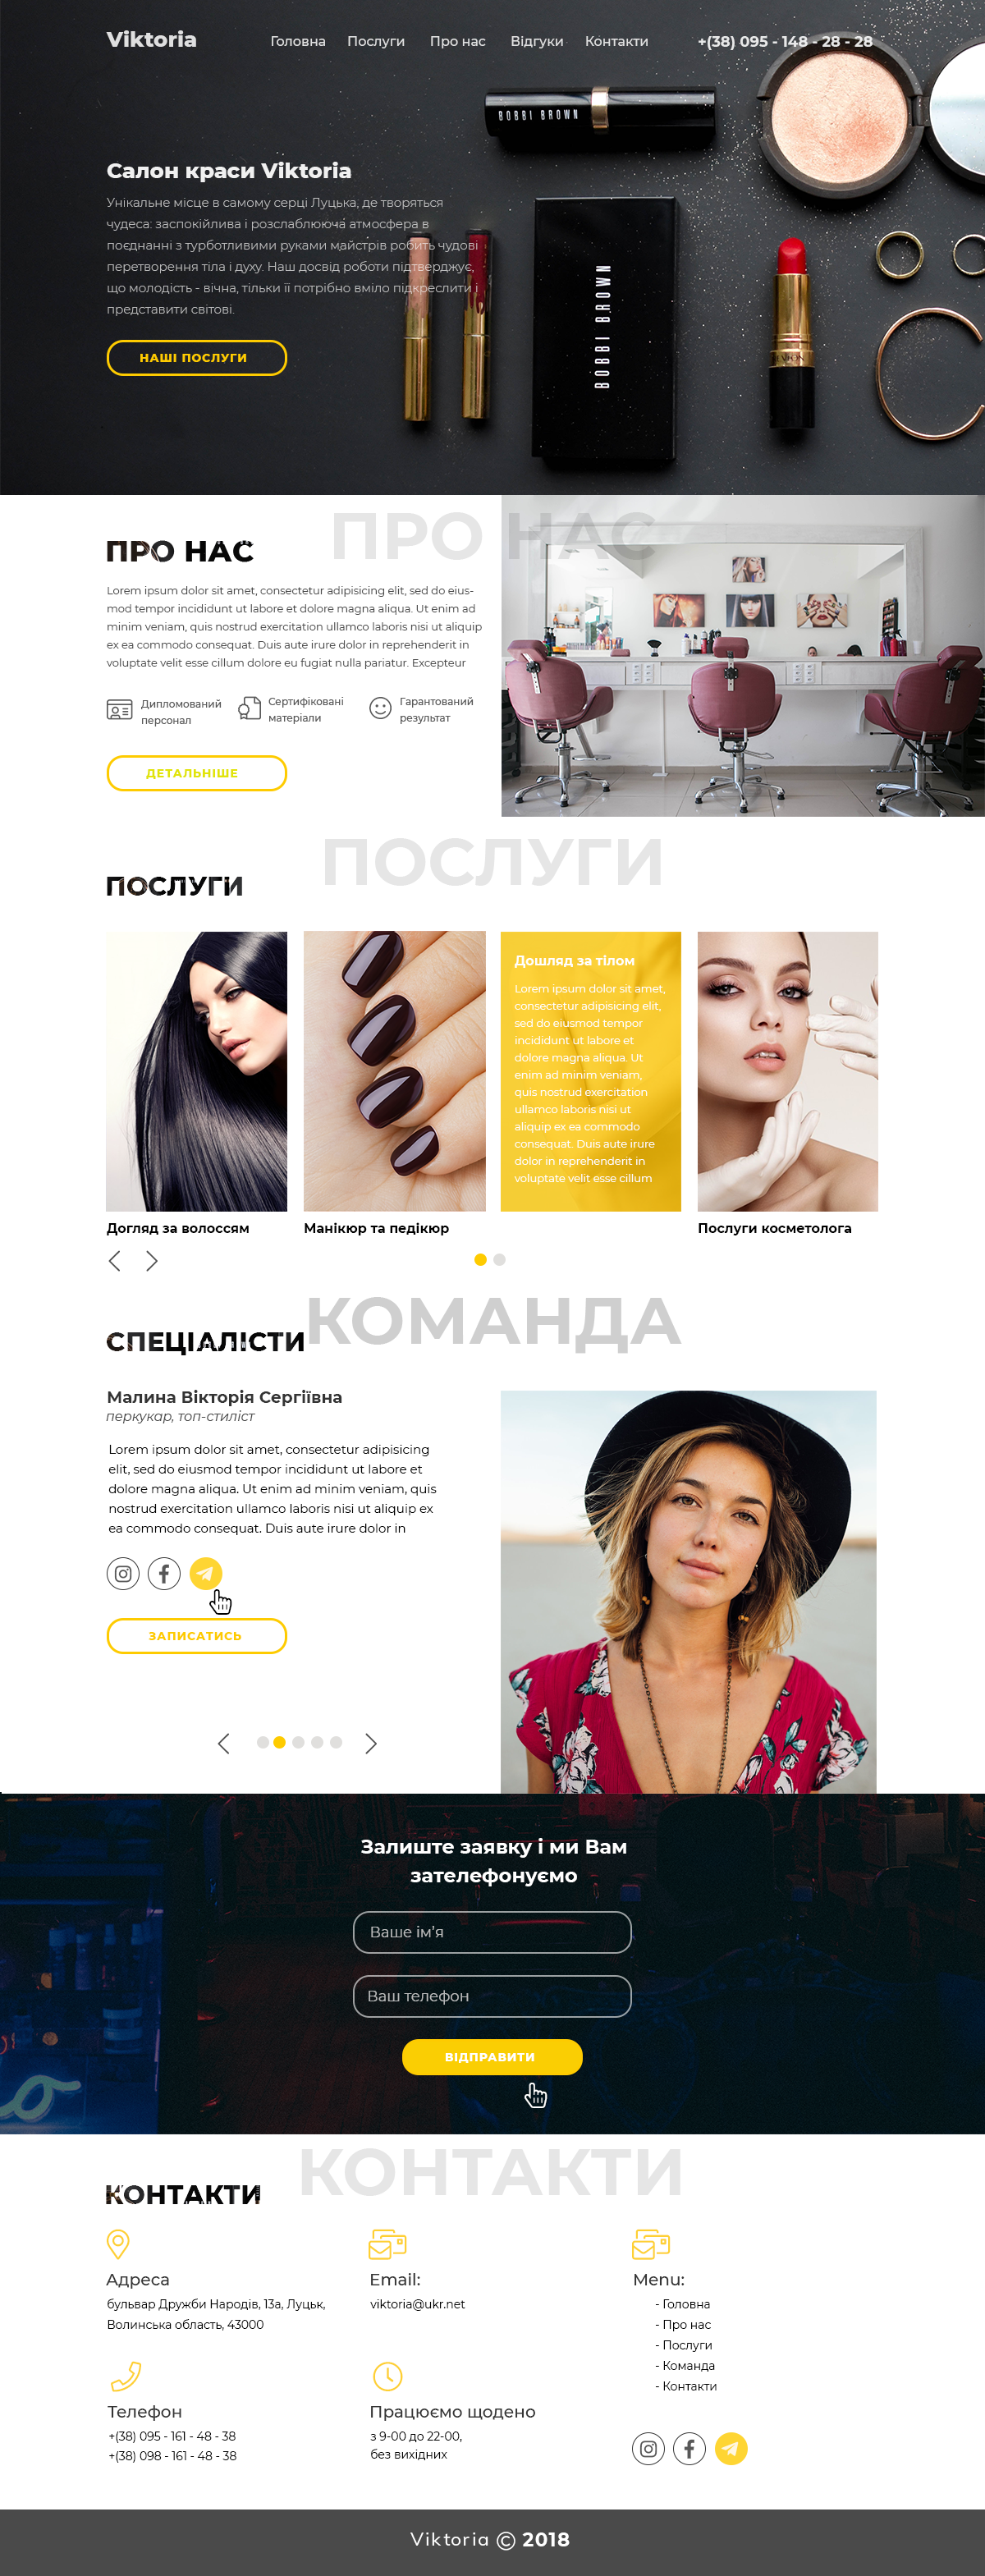 Viktoria
Головна Послуги Про нас Відгуки Контакти
+(38) 095 - 148 - 28 - 28
BOBBI BROWN
Салон краси Viktoria
Унікальне місце в самому серці Луцька, де творяться
чудеса: заспокійлива і розслаблююча атмосфера в
поєднанні з турботливими руками майстрів робить чудові
перетворення тіла і духу. Наш досвід роботи підтверджує,
що молодість - вічна, тільки її потрібно вміло підкреслити і
представити світові.
BOBBI BROWN
REVLON
НАШІ ПОСЛУГИ
ПРО НАС
ПРО НАС
Lorem ipsum dolor sit amet, consectetur adipisicing elit, sed do eius-
mod tempor incididunt ut labore et dolore magna aliqua. Ut enim ad
minim veniam, quis nostrud exercitation ullamco laboris nisi ut aliquip
ex ea commodo consequat. Duis aute irure dolor in reprehenderit in
voluptate velit esse cillum dolore eu fugiat nulla pariatur. Excepteur
Дипломований
персонал
Сертифіковані
матеріали
Гарантований
результат
ДЕТАЛЬНІШЕ
ПОСЛУГИ
ПОСЛУГИ
Дошляд за тілом
Lorem ipsum dolor sit amet,
consectetur adipisicing elit,
sed do eiusmod tempor
incididunt ut labore et
dolore magna aliqua. Ut
enim ad minim veniam,
quis nostrud exercitation
ullamco laboris nisi ut
aliquip ex ea commodo
consequat. Duis aute irure
dolor in reprehenderit in
voluptate velit esse cillum
Догляд за волоссям
Манікюр та педікюр
Послуги косметолога
КОМАНДА
СПЕЦІАЛІСТИ
Малина Вікторія Сергіївна
перкукар, топ-стиліст
Lorem ipsum dolor sit amet, consectetur adipisicing
elit, sed do eiusmod tempor incididunt ut labore et
dolore magna aliqua. Ut enim ad minim veniam, quis
nostrud exercitation ullamco laboris nisi ut aliquip ex
ea commodo consequat. Duis aute irure dolor in
ЗАПИСАТИСЬ
Залиште заявку і ми Вам
зателефонуємо
Ваше ім'я
Ваш телефон
ВІДПРАВИТИ
КОНТАКТИ
КОНТАКТИ
Адреса
бульвар Дружби Народів, 13а, Луцьк,
Волинська область, 43000
Email:
viktoria@ukr.net
Menu:
- Головна
- Про нас
- Послуги
- Команда
- Контакти
Телефон
+(38) 095 - 161 - 48 - 38
+(38) 098 - 161 - 48 - 38
Працюємо щодено
з 9-00 до 22-00,
без вихідних
Viktoria © 2018